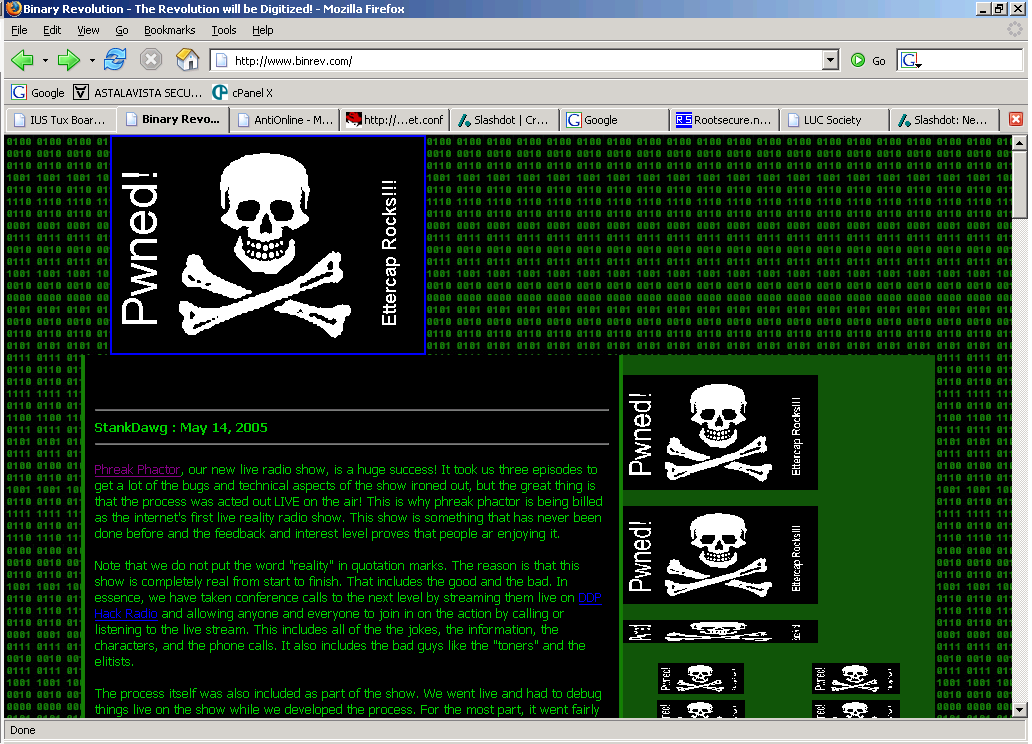 Binary Revolution - The Revolution will be Digitized! - Mozilla Firefox
File Edit View Go Bookmarks Tools Help
http://www.binrev.com/ Go
Google ASTALAVISTA SECU... cPanel X
IUS Tux Boar... Binary Revo... AntiOnline - M... http://...et.conf Slashdot | Cr... Google Rootsecure.n... LUC Society Slashdot: Ne...
Pwned!
Ettercap Rocks!!!
StankDawg : May 14, 2005
Phreak Phactor, our new live radio show, is a huge success! It took us three episodes to
get a lot of the bugs and technical aspects of the show ironed out, but the great thing is
that the process was acted out LIVE on the air! This is why phreak phactor is being billed
as the internet's first live reality radio show. This show is something that has never been
done before and the feedback and interest level proves that people ar enjoying it.
Note that we do not put the word "reality" in quotation marks. The reason is that this
show is completely real from start to finish. That includes the good and the bad. In
essence, we have taken conference calls to the next level by streaming them live on DDP
Hack Radio and allowing anyone and everyone to join in on the action by calling or
listening to the live stream. This includes all of the the jokes, the information, the
characters, and the phone calls. It also includes the bad guys like the "toners" and the
elitists.
The process itself was also included as part of the show. We went live and had to debug
things live on the show while we developed the process. For the most part, it went fairly
Pwned!
Ettercap Rocks!!!
Pwned!
Ettercap Rocks!!!
Done